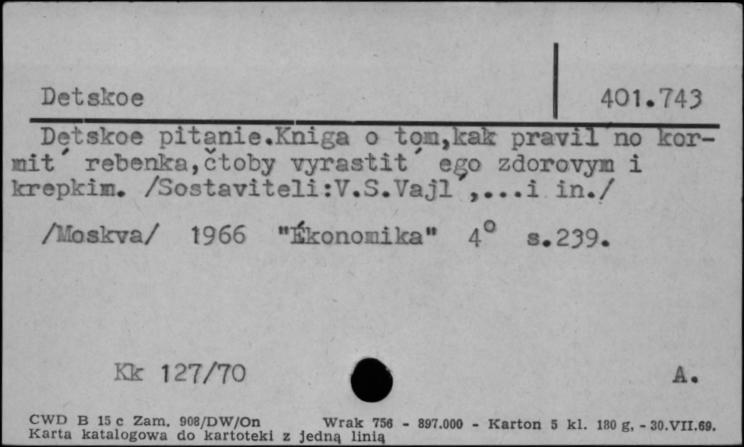 Detskoe 401.743
Detskoe pitanie.Kniga o tom,kak pravil´no kor-
mit´ rebenka,čtoby vyrastit´ ego zdorovym i
krepkim. /Sostaviteli:V.S.Vajl´,...i in./
/Moskva/ 1966 "Ékonomika" 4° s.239.
Kk 127/70 A.
CWD B 15 c Zam. 908/DW/On Wrak 756 - 897.000 - Karton 5 kl. 180 g. - 30.VII.69.
Karta katalogowa do kartoteki z jedną linią